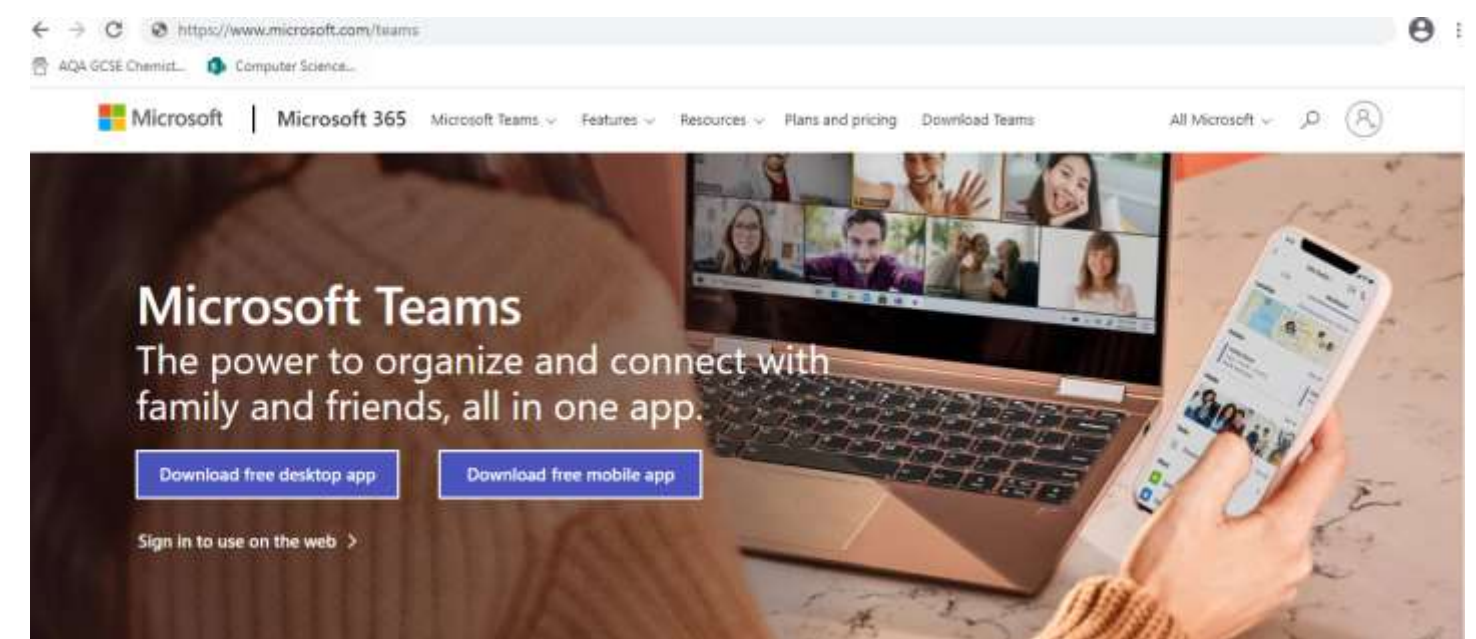 https://www.microsoft.com/teams
AQA GCSE Chemist... Computer Science...
Microsoft Microsoft 365 Microsoft Teams Features Resources Plans and pricing Download Teams All Microsoft
Microsoft Teams
The power to organize and connect with
family and friends, all in one app.
Download free desktop app Download free mobile app
Sign in to use on the web >